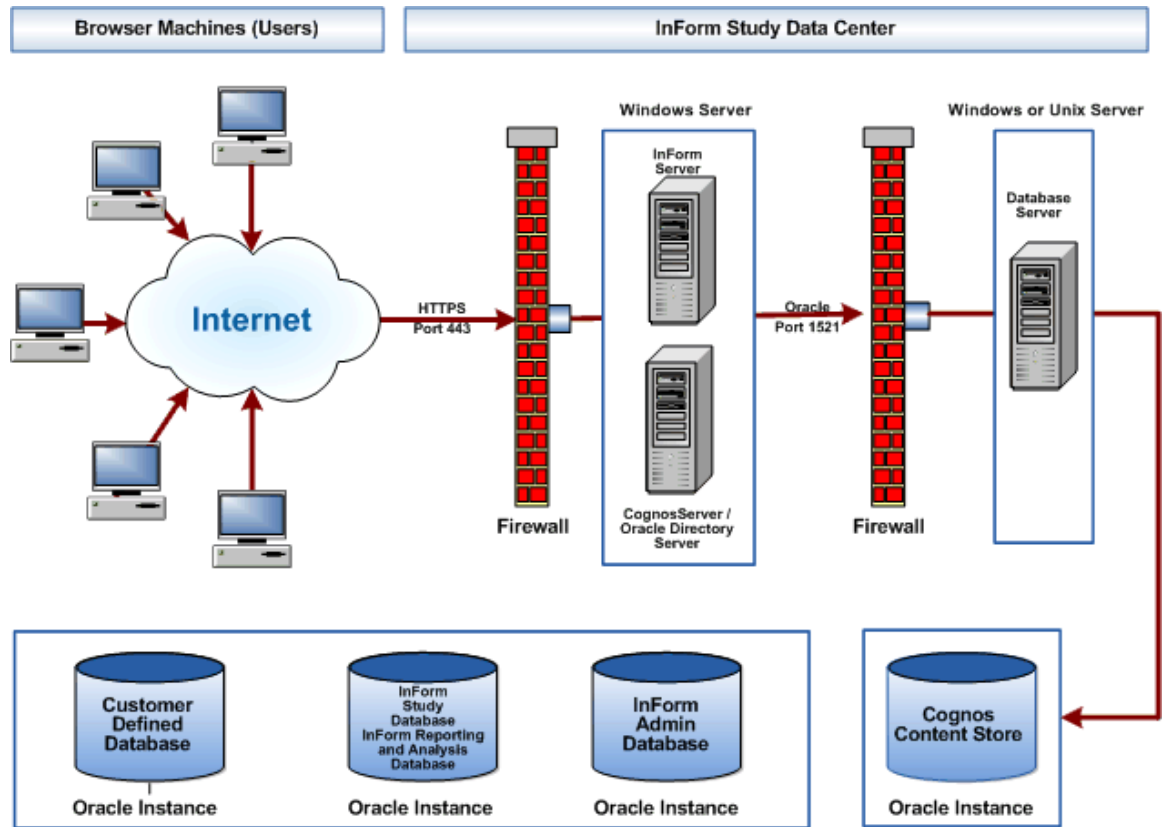 Browser Machines (Users)
InForm Study Data Center
Windows Server
Windows or Unix Server
InForm
Server
Database
Server
Internet
HTTPS
Port 443
Oracle
Port 1521
CognosServer /
Oracle Directory
Server
Firewall
Firewall
Customer
Defined
Database
InForm
Study
Database
InForm Reporting
and Analysis
Database
InForm
Admin
Database
Cognos
Content Store
Oracle Instance
Oracle Instance
Oracle Instance
Oracle Instance